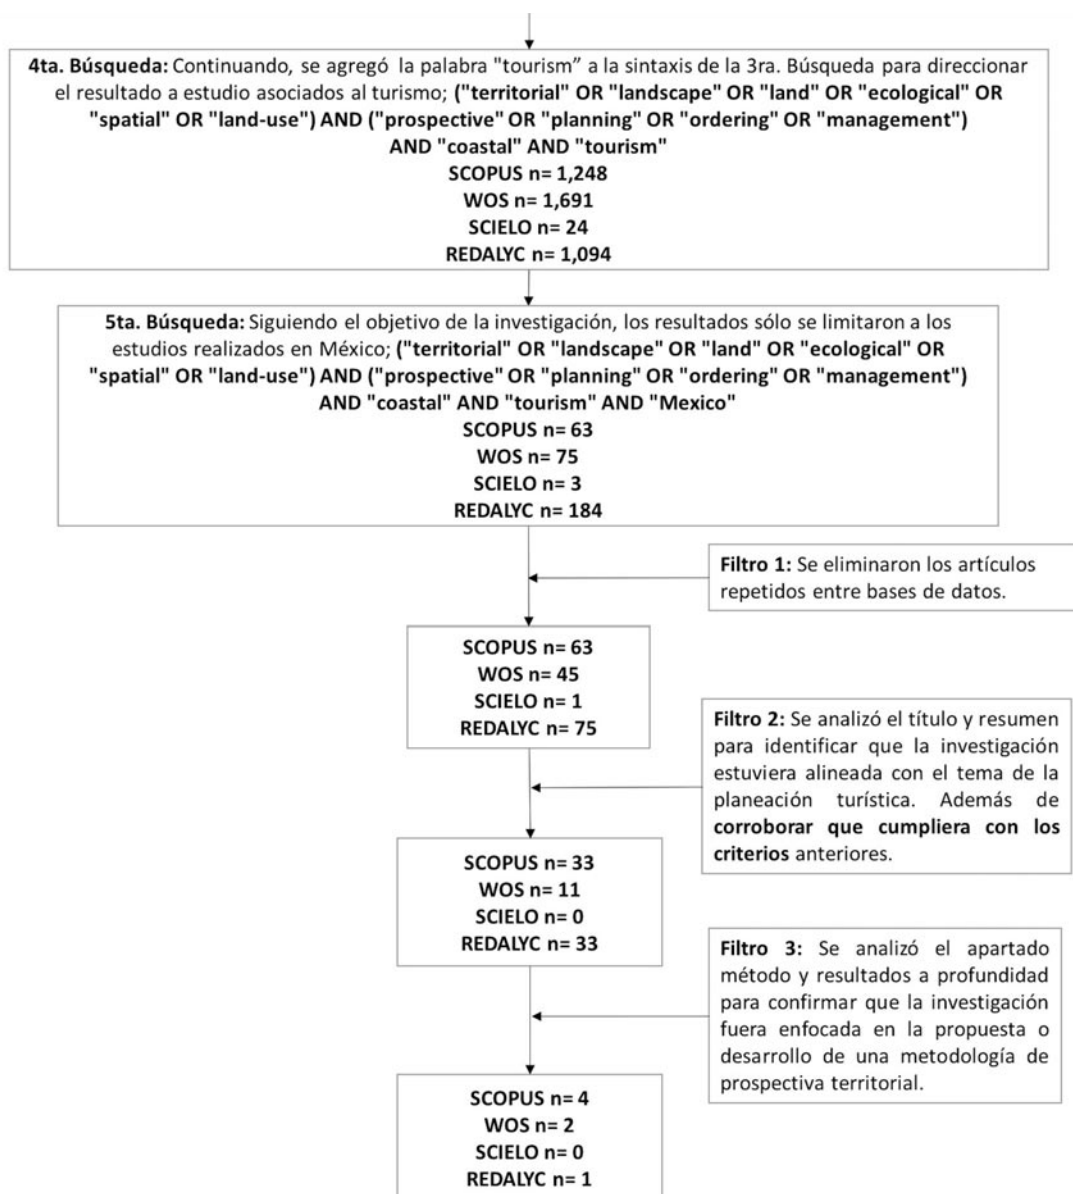 4ta. Búsqueda: Continuando, se agregó la palabra "tourism” a la sintaxis de la 3ra. Búsqueda para direccionar
el resultado a estudio asociados al turismo; ("territorial" OR "landscape" OR "land" OR "ecological" OR
"spatial" OR "land-use") AND ("prospective" OR "planning" OR "ordering" OR "management")
AND "coastal" AND "tourism"
SCOPUS n= 1,248
WOS n= 1,691
SCIELO n= 24
REDALYC n= 1,094
5ta. Búsqueda: Siguiendo el objetivo de la investigación, los resultados sólo se limitaron a los
estudios realizados en México; ("territorial" OR "landscape" OR "land" OR "ecological" OR
"spatial" OR "land-use") AND ("prospective" OR "planning" OR "ordering" OR "management")
AND "coastal" AND "tourism" AND "Mexico"
SCOPUS n= 63
WOS n= 75
SCIELO n= 3
REDALYC n= 184
Filtro 1: Se eliminaron los artículos
repetidos entre bases de datos.
SCOPUS n= 63
WOS n= 45
SCIELO n= 1
REDALYC n= 75
Filtro 2: Se analizó el título y resumen
para identificar que la investigación
estuviera alineada con el tema de la
planeación turística. Además de
corroborar que cumpliera con los
criterios anteriores.
SCOPUS n= 33
WOS n= 11
SCIELO n= 0
REDALYC n= 33
Filtro 3: Se analizó el apartado
método y resultados a profundidad
para confirmar que la investigación
fuera enfocada en la propuesta o
desarrollo de una metodología de
prospectiva territorial.
SCOPUS n= 4
WOS n= 2
SCIELO n= 0
REDALYC n= 1